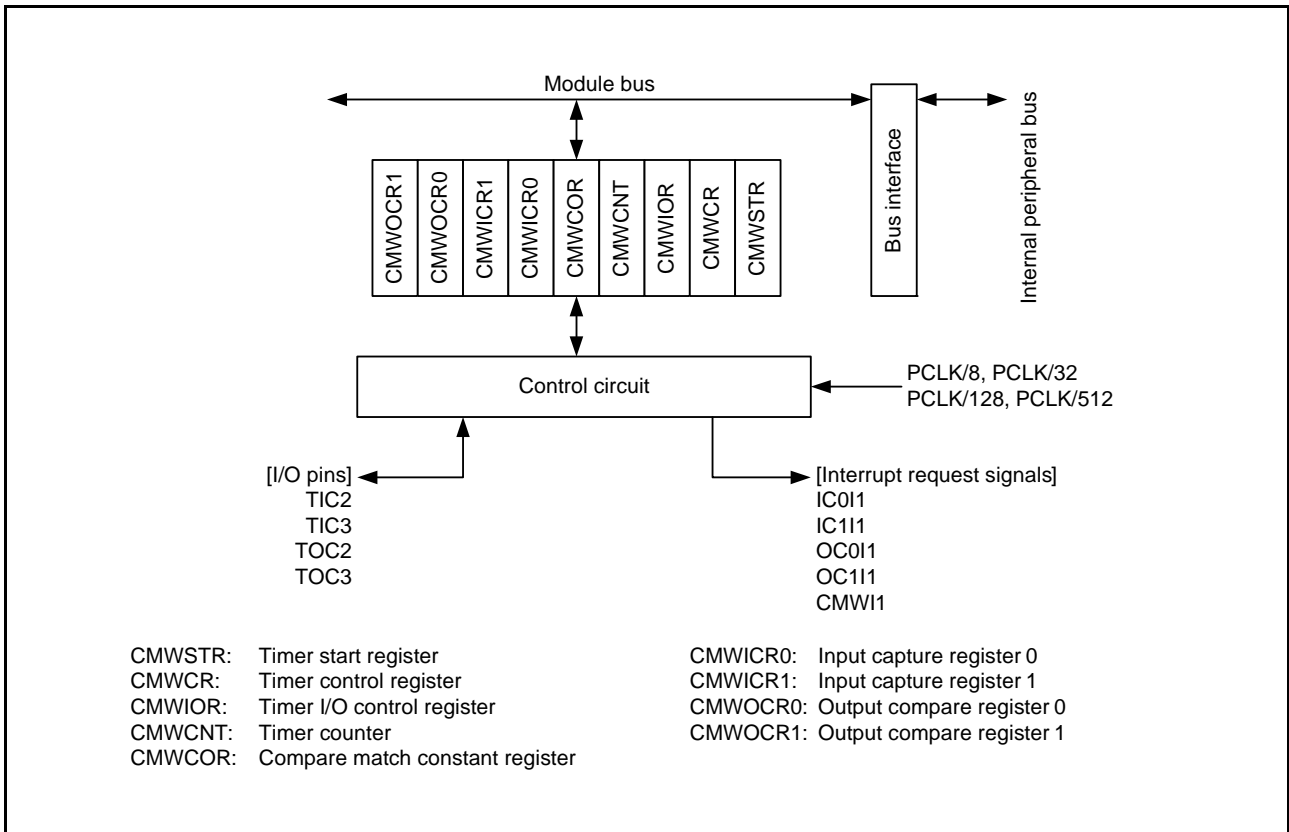 Module bus
CMWOCR1
CMWOCR0
CMWICR1
CMWICR0
CMWCOR
CMWCNT
CMWIOR
CMWCR
CMWSTR
Bus interface
Internal peripheral bus
Control circuit
PCLK/8, PCLK/32
PCLK/128, PCLK/512
[I/O pins]
TIC2
TIC3
TOC2
TOC3
[Interrupt request signals]
IC0I1
IC1I1
OC0I1
OC1I1
CMWI1
CMWSTR: Timer start register
CMWCR: Timer control register
CMWIOR: Timer I/O control register
CMWCNT: Timer counter
CMWCOR: Compare match constant register
CMWICR0: Input capture register 0
CMWICR1: Input capture register 1
CMWOCR0: Output compare register 0
CMWOCR1: Output compare register 1